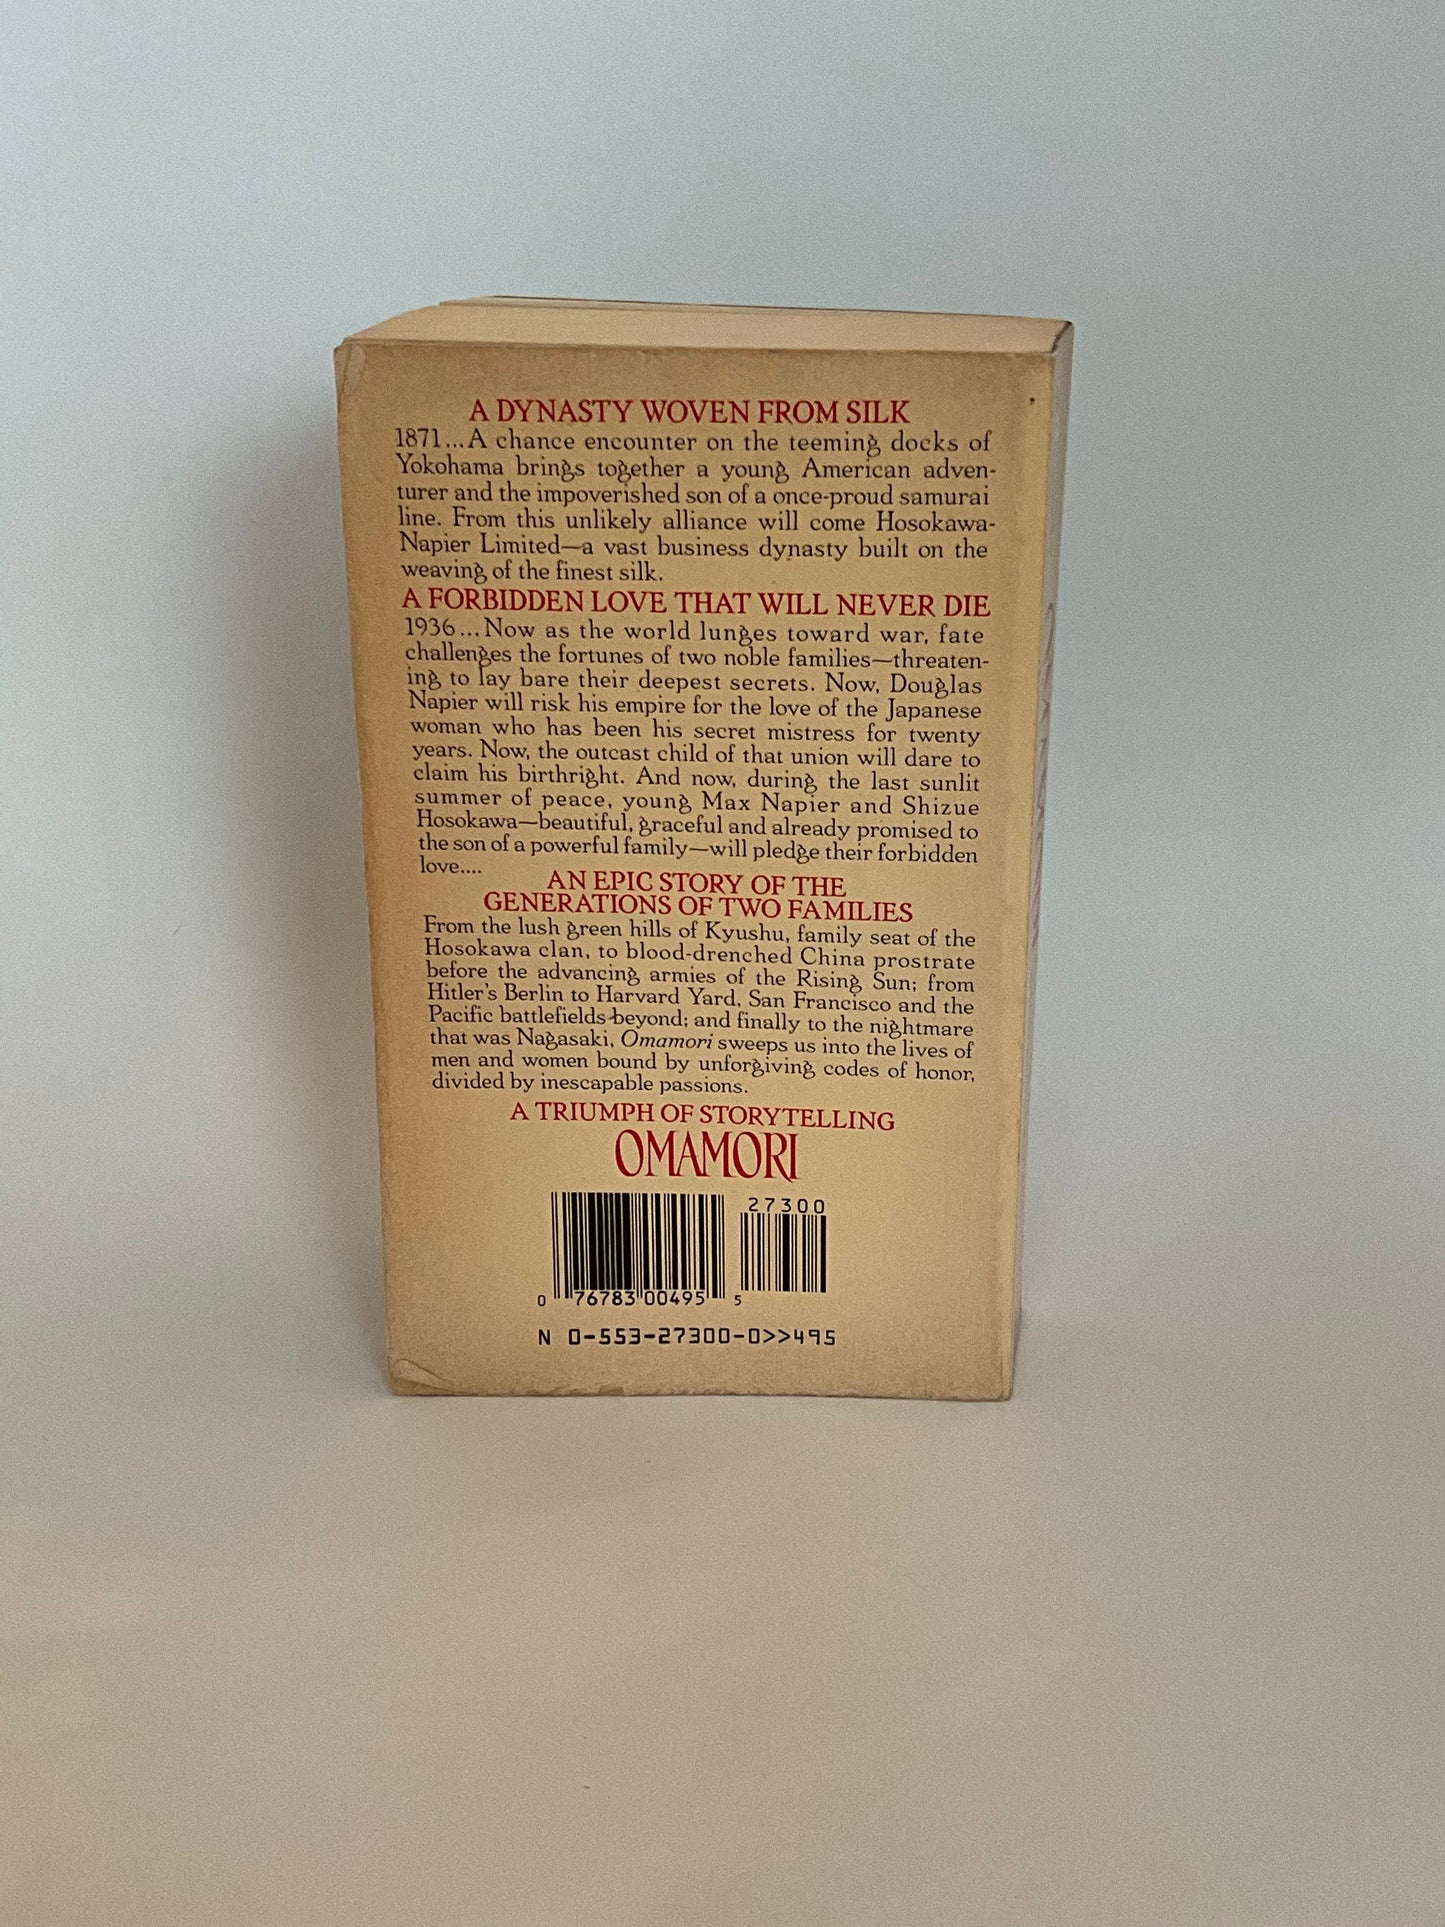 A DYNASTY WOVEN FROM SILK
1871...A chance encounter on the teeming docks of
Yokohama brings together a young American adven-
turer and the impoverished son of a once-proud samurai
line. From this unlikely alliance will come Hosokawa-
Napier Limited—a vast business dynasty built on the
weaving of the finest silk.
A FORBIDDEN LOVE THAT WILL NEVER DIE
1936...Now as the world lunges toward war, fate
challenges the fortunes of two noble families—threaten-
ing to lay bare their deepest secrets. Now, Douglas
Napier will risk his empire for the love of the Japanese
woman who has been his secret mistress for twenty
years. Now, the outcast child of that union will dare to
claim his birthright. And now, during the last sunlit
summer of peace, young Max Napier and Shizue
Hosokawa—beautiful, graceful and already promised to
the son of a powerful family—will pledge their forbidden
love....
AN EPIC STORY OF THE
GENERATIONS OF TWO FAMILIES
From the lush green hills of Kyushu, family seat of the
Hosokawa clan, to blood-drenched China prostrate
before the advancing armies of the Rising Sun; from
Hitler's Berlin to Harvard Yard, San Francisco and the
Pacific battlefields beyond; and finally to the nightmare
that was Nagasaki, Omamori sweeps us into the lives of
men and women bound by unforgiving codes of honor,
divided by inescapable passions.
A TRIUMPH OF STORYTELLING
OMAMORI
27300
0 76783 00495 5
N 0-553-27300-0>>495